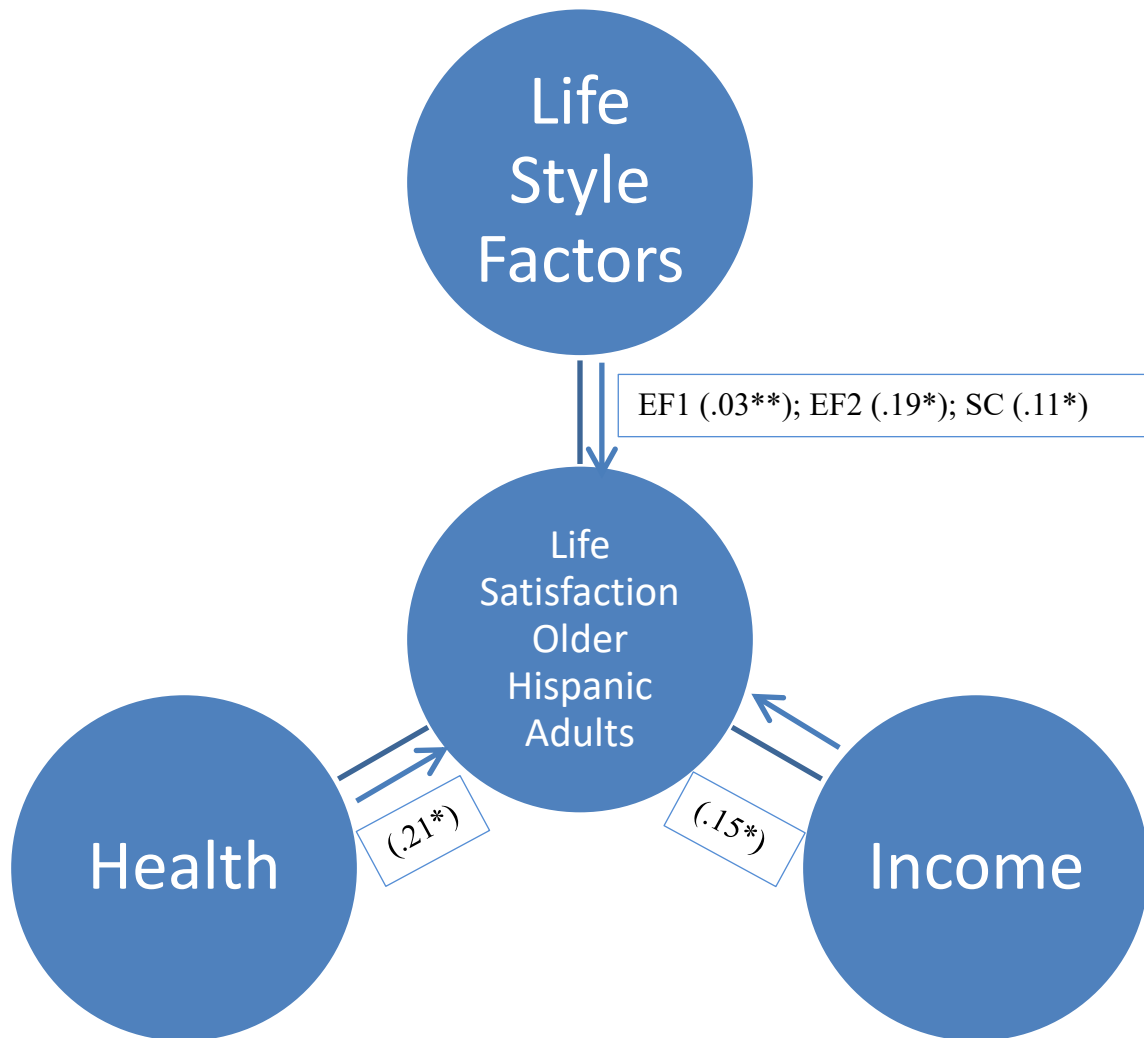 Life
Style
Factors
EF1 (.03**); EF2 (.19*); SC (.11*)
Life
Satisfaction
Older
Hispanic
Adults
(.21*)
(.15*)
Health
Income